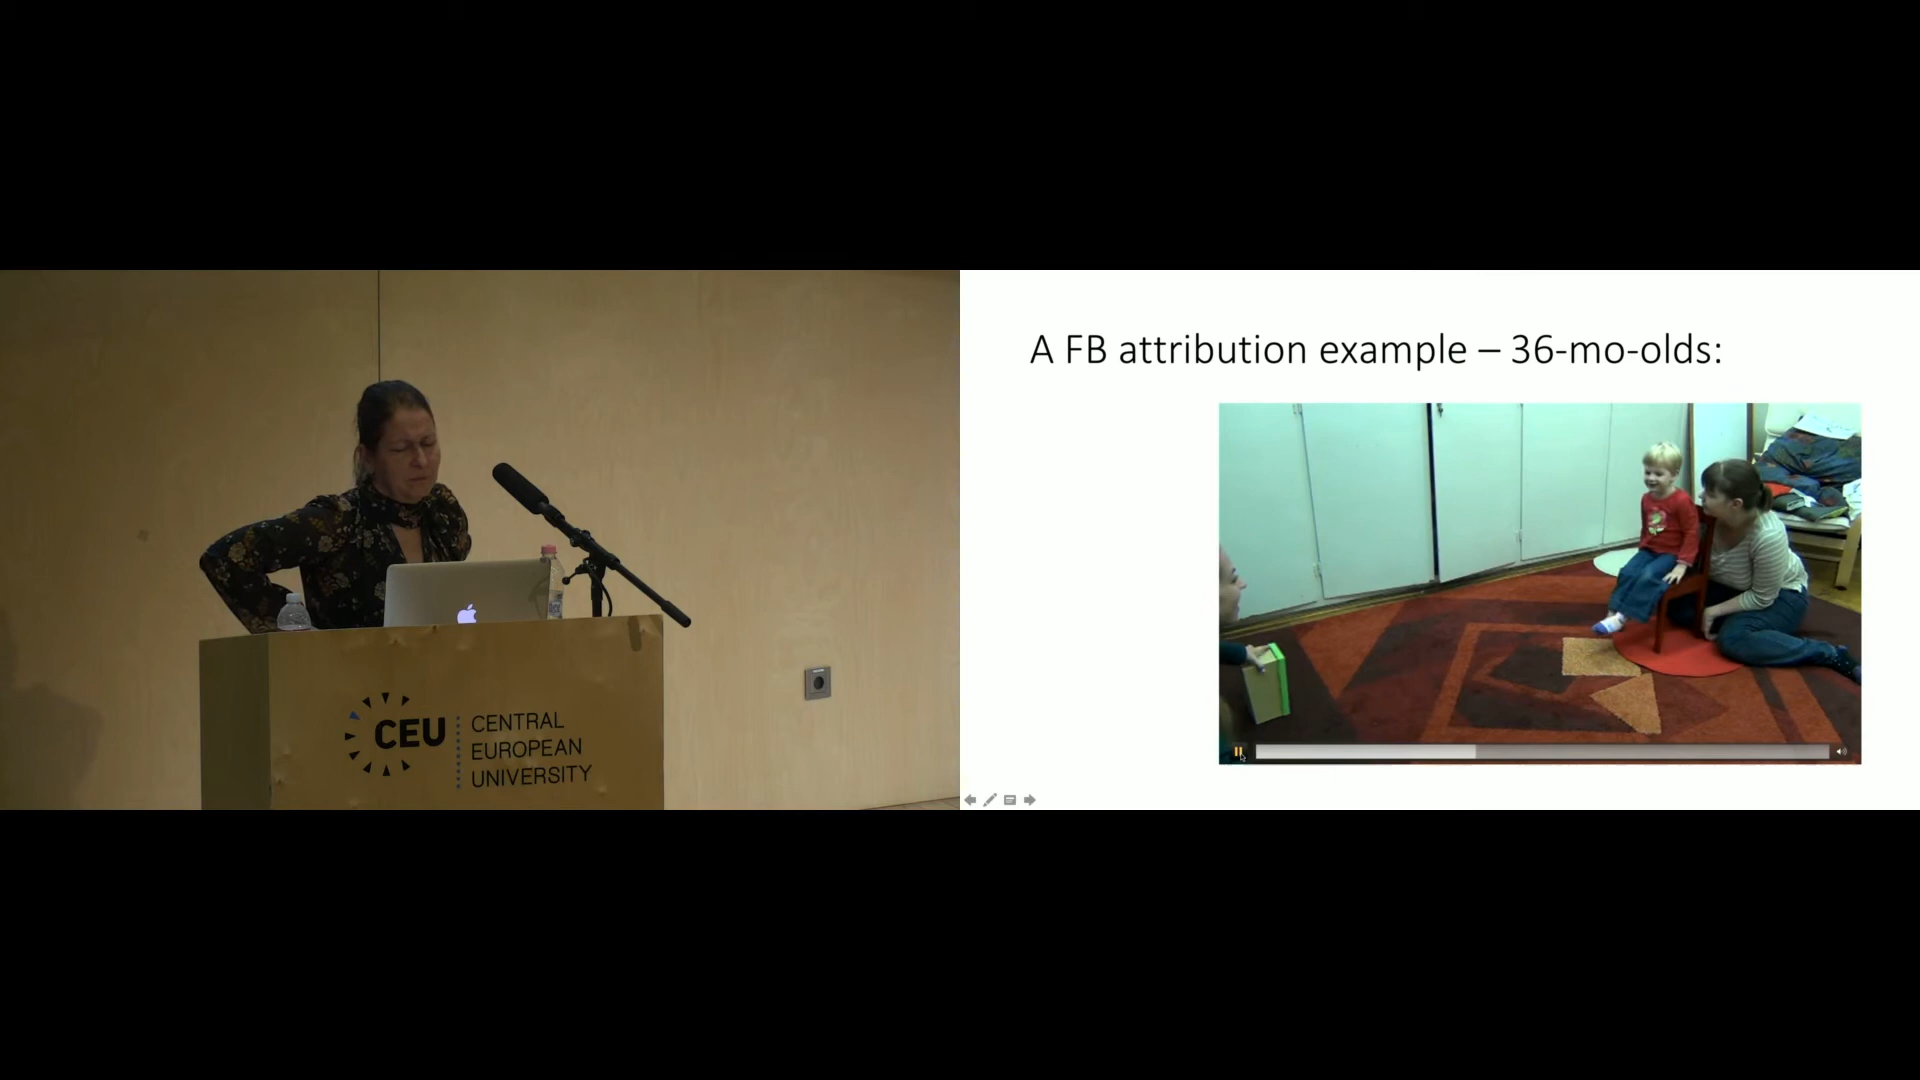 A FB attribution example – 36-mo-olds:
CEU
CENTRAL
EUROPEAN
UNIVERSITY